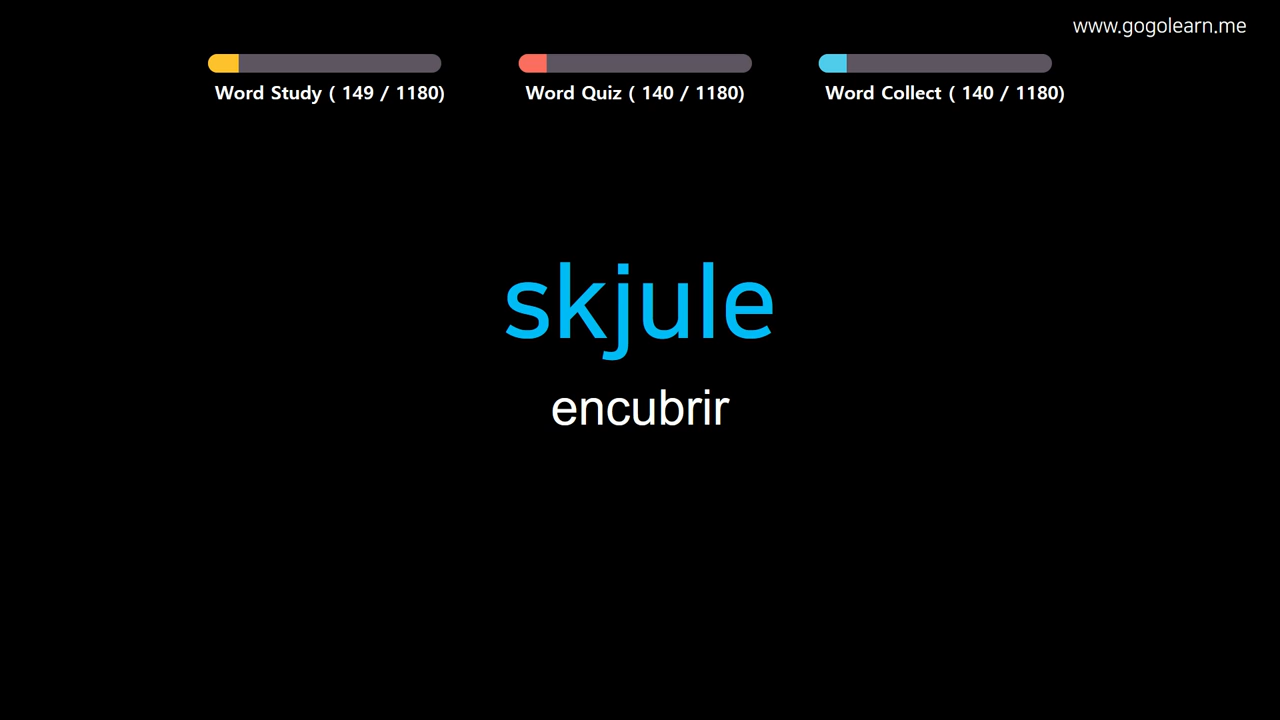 www.gogolearn.me
Word Study ( 149 / 1180)
Word Quiz ( 140 / 1180)
Word Collect ( 140 / 1180)
skjule
encubrir